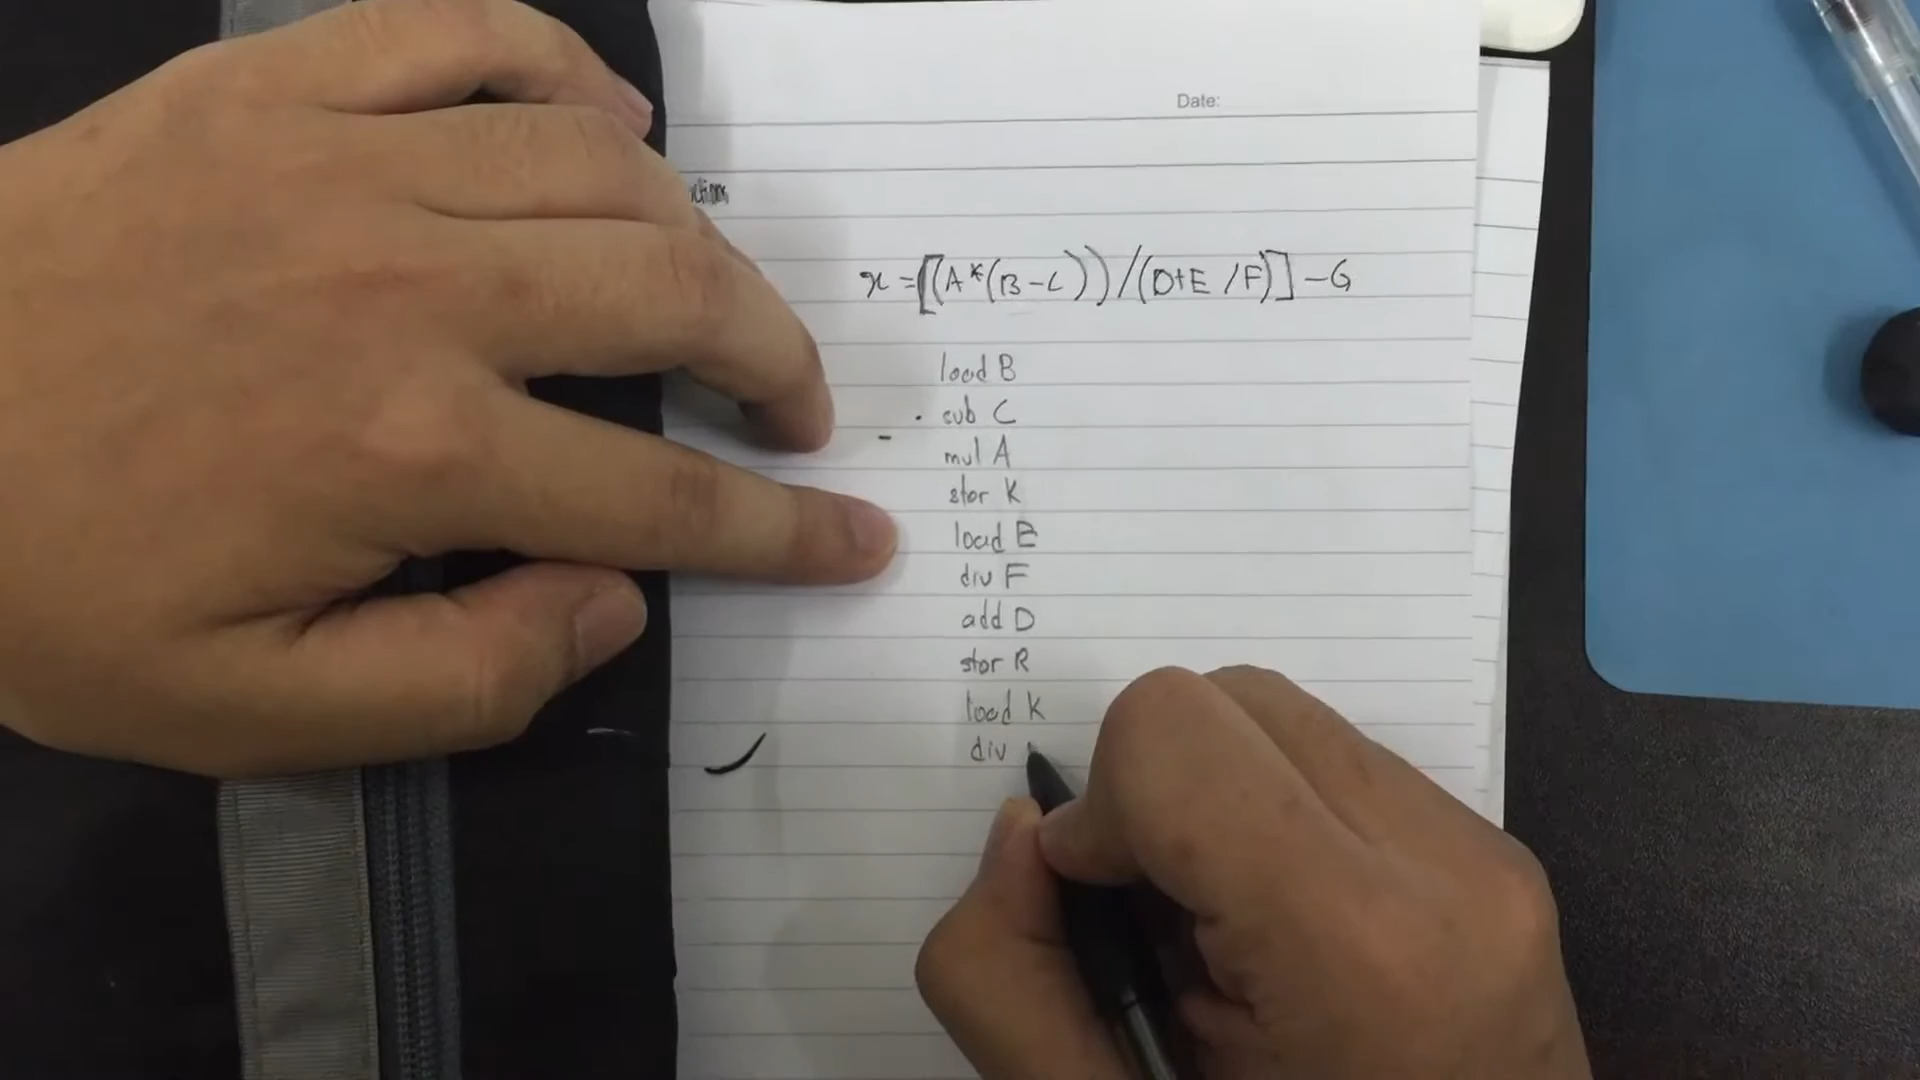 Date:
x = [(A*(B-C))/(D+E/F)]-G
load B
sub C
mul A
stor K
load E
div F
add D
stor R
load K
div